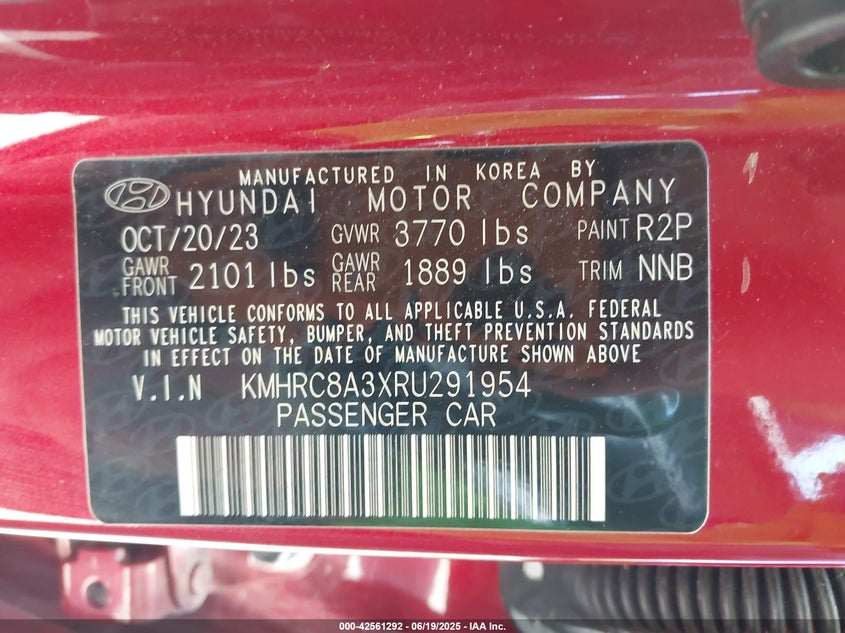 MANUFACTURED IN KOREA BY
HYUNDAI MOTOR COMPANY
OCT/20/23 GVWR 3770 lbs PAINT R2P
GAWR FRONT 2101 lbs GAWR REAR 1889 lbs TRIM NNB
THIS VEHICLE CONFORMS TO ALL APPLICABLE U.S.A. FEDERAL
MOTOR VEHICLE SAFETY, BUMPER, AND THEFT PREVENTION STANDARDS
IN EFFECT ON THE DATE OF MANUFACTURE SHOWN ABOVE
V.I.N KMHRC8A3XRU291954
PASSENGER CAR
000-42561292 - 06/19/2025 - IAA Inc.